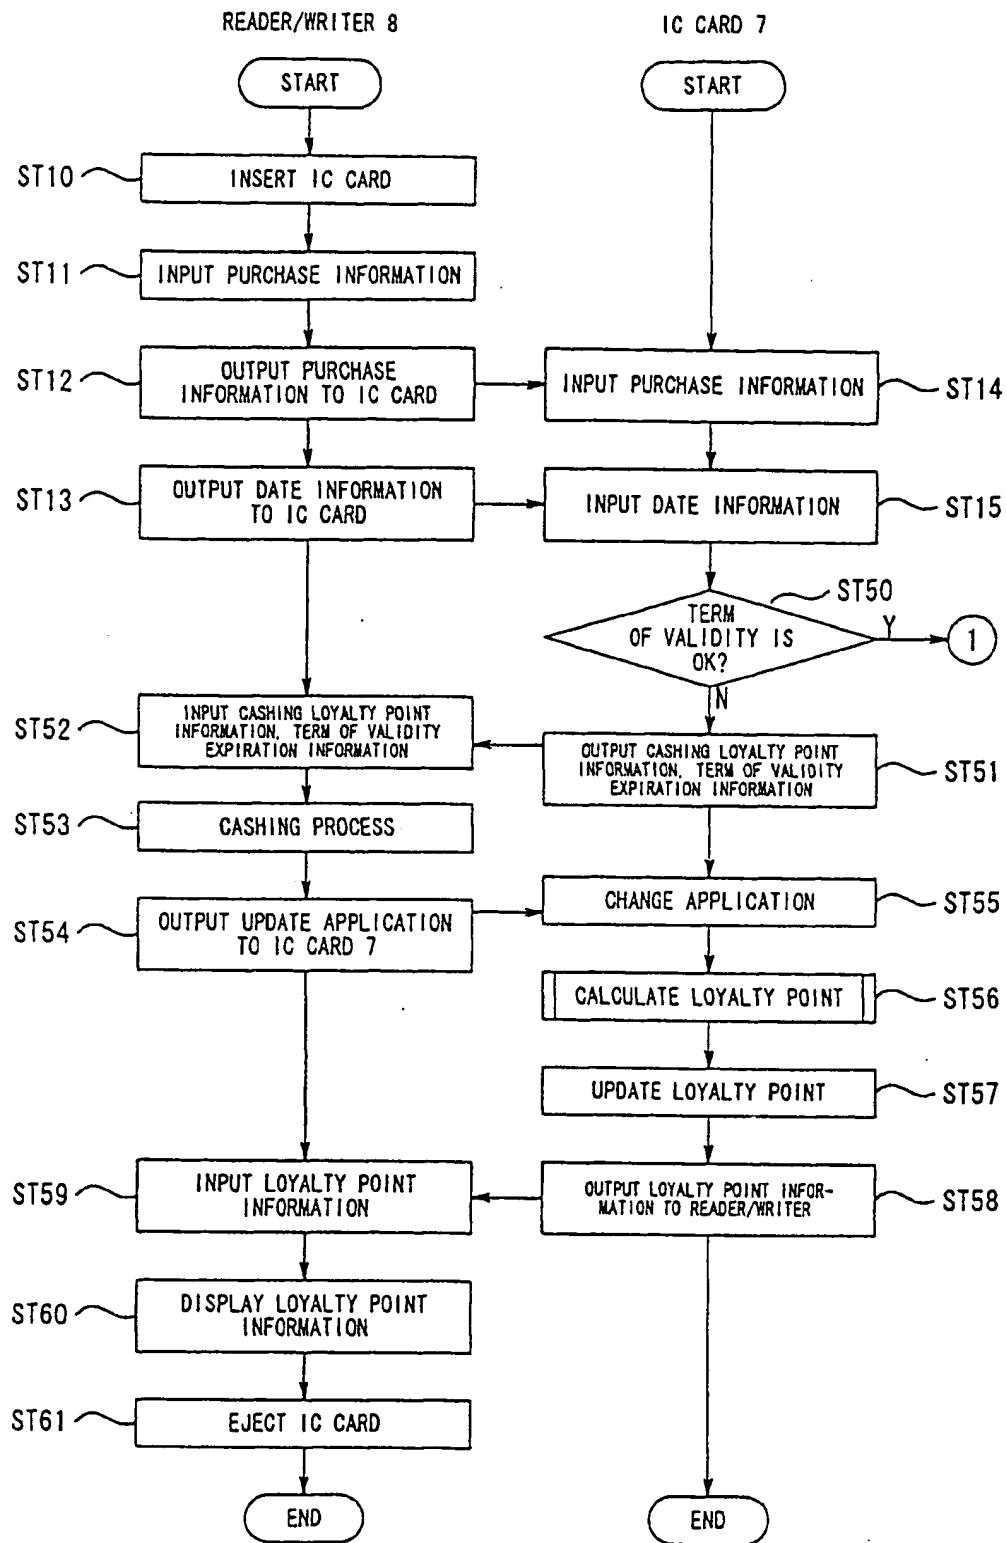 READER/WRITER 8
IC CARD 7
START
START
ST10
INSERT IC CARD
ST11
INPUT PURCHASE INFORMATION
ST12
OUTPUT PURCHASE
INFORMATION TO IC CARD
INPUT PURCHASE INFORMATION
ST14
ST13
OUTPUT DATE INFORMATION
TO IC CARD
INPUT DATE INFORMATION
ST15
ST50
TERM
OF VALIDITY IS
OK?
Y
1
N
ST52
INPUT CASHING LOYALTY POINT
INFORMATION, TERM OF VALIDITY
EXPIRATION INFORMATION
OUTPUT CASHING LOYALTY POINT
INFORMATION, TERM OF VALIDITY
EXPIRATION INFORMATION
ST51
ST53
CASHING PROCESS
ST54
OUTPUT UPDATE APPLICATION
TO IC CARD 7
CHANGE APPLICATION
ST55
CALCULATE LOYALTY POINT
ST56
UPDATE LOYALTY POINT
ST57
ST59
INPUT LOYALTY POINT
INFORMATION
OUTPUT LOYALTY POINT INFOR-
MATION TO READER/WRITER
ST58
ST60
DISPLAY LOYALTY POINT
INFORMATION
ST61
EJECT IC CARD
END
END